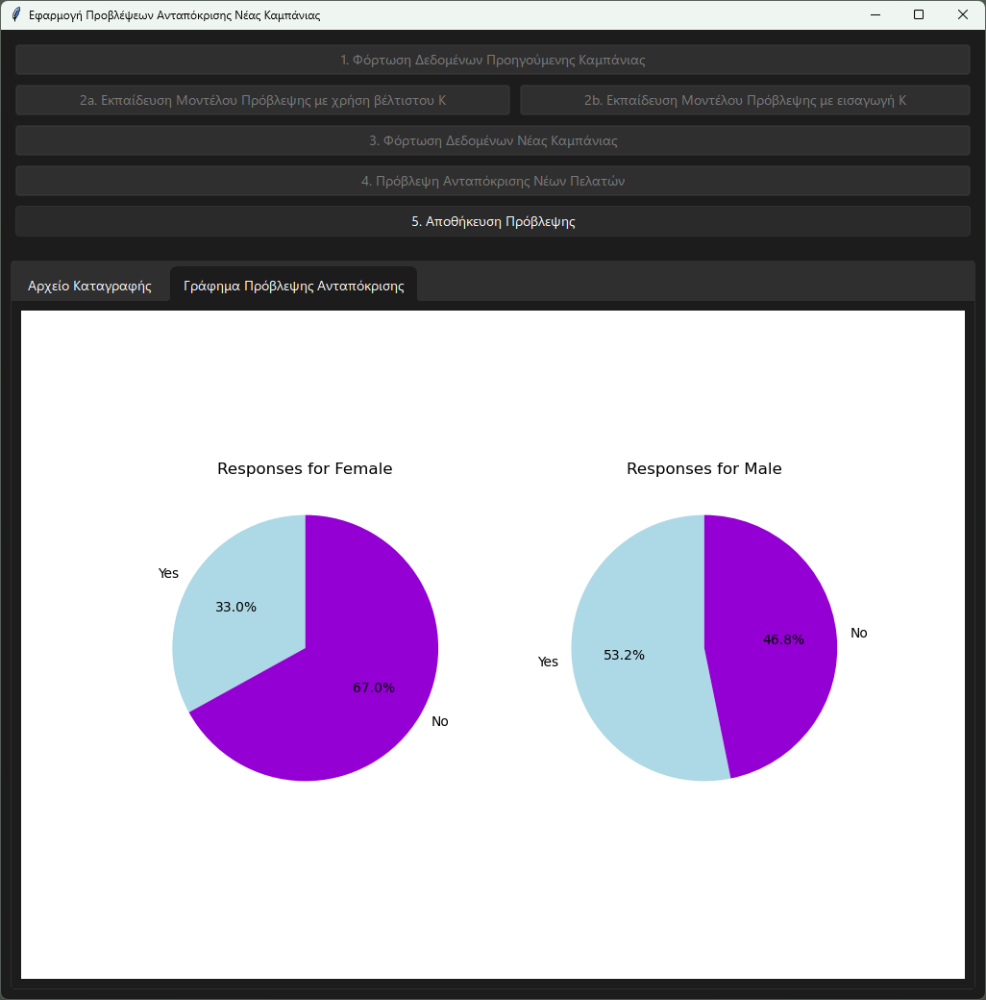 Εφαρμογή Προβλέψεων Ανταπόκρισης Νέας Καμπάνιας
1. Φόρτωση Δεδομένων Προηγούμενης Καμπάνιας
2a. Εκπαίδευση Μοντέλου Πρόβλεψης με χρήση βέλτιστου K
2b. Εκπαίδευση Μοντέλου Πρόβλεψης με εισαγωγή K
3. Φόρτωση Δεδομένων Νέας Καμπάνιας
4. Πρόβλεψη Ανταπόκρισης Νέων Πελατών
5. Αποθήκευση Πρόβλεψης
Αρχείο Καταγραφής
Γράφημα Πρόβλεψης Ανταπόκρισης
Responses for Female
Yes
33.0%
67.0%
No
Responses for Male
Yes
53.2%
46.8%
No